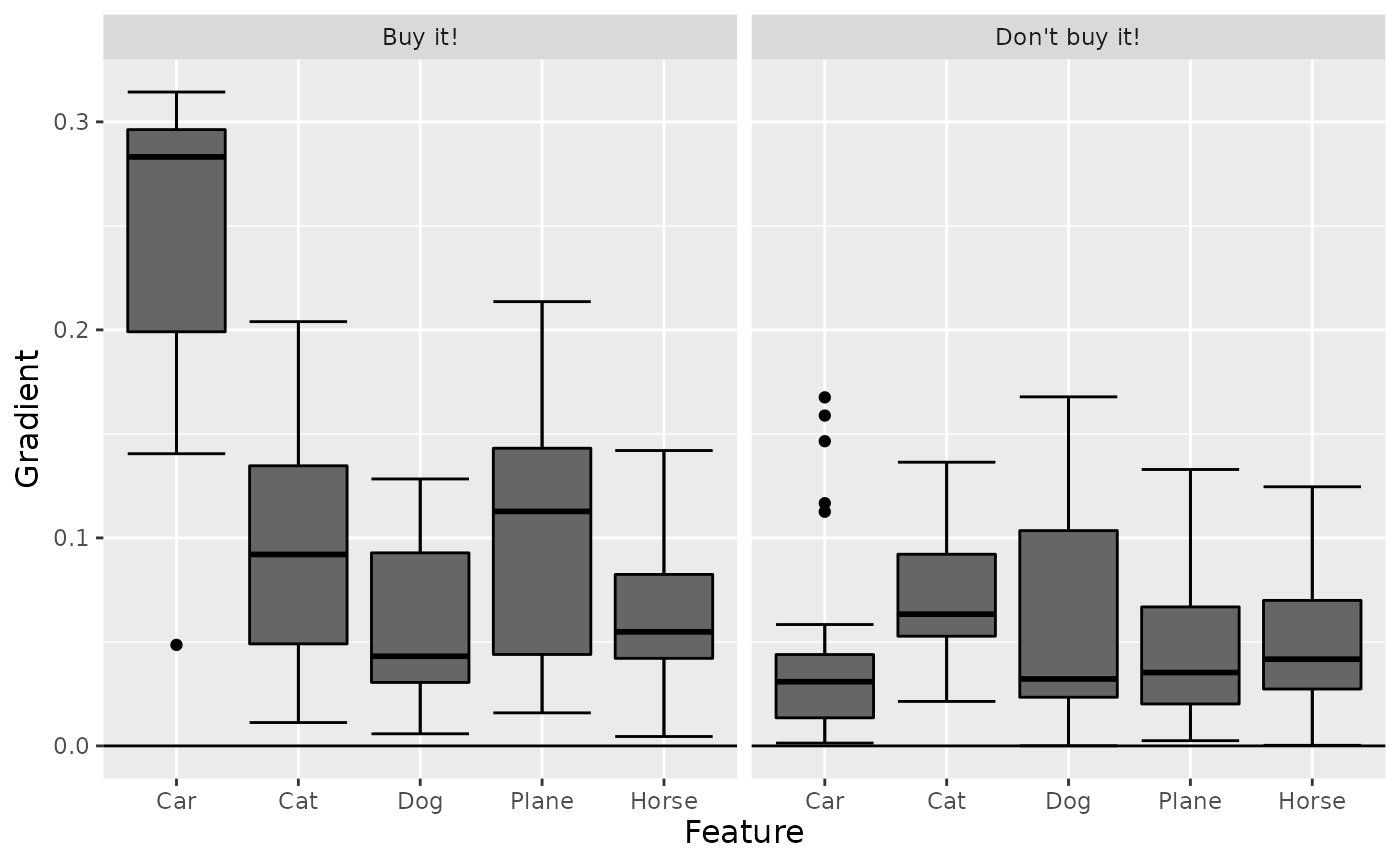 Buy it!
Don't buy it!
Gradient
0.3
0.2
0.1
0.0
Car Cat Dog Plane Horse
Car Cat Dog Plane Horse
Feature